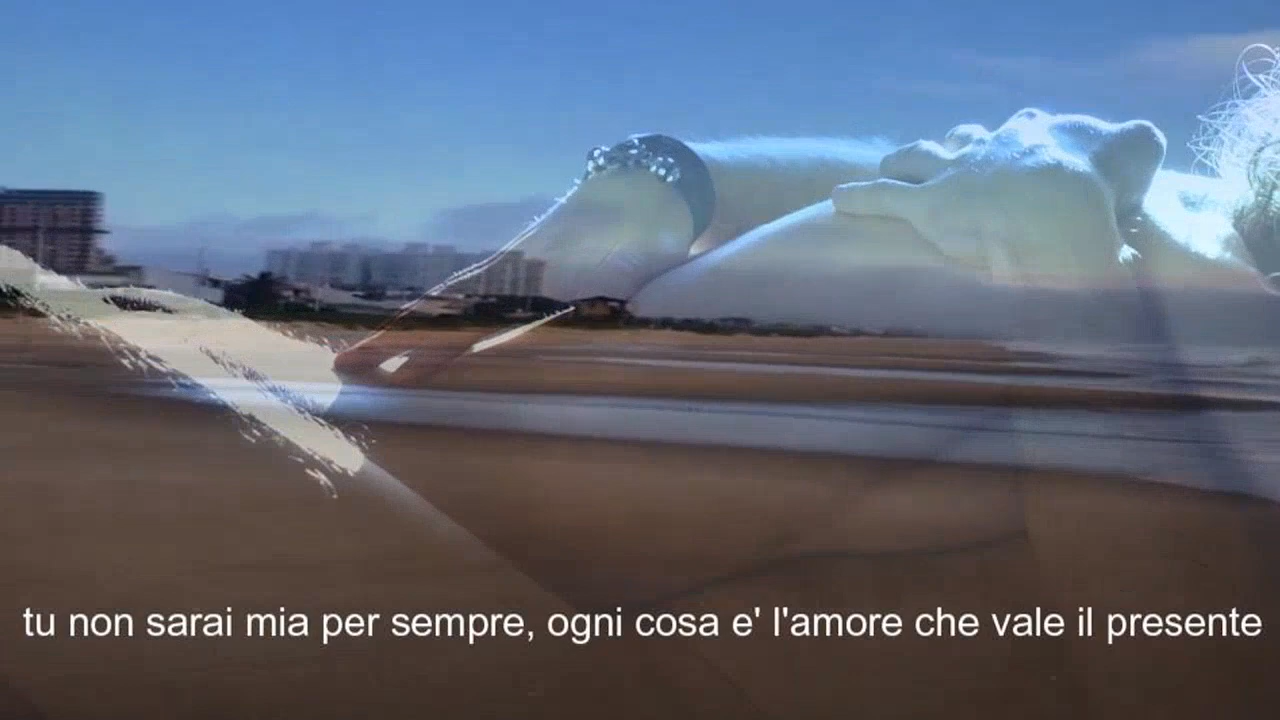 tu non sarai mia per sempre, ogni cosa e' l'amore che vale il presente